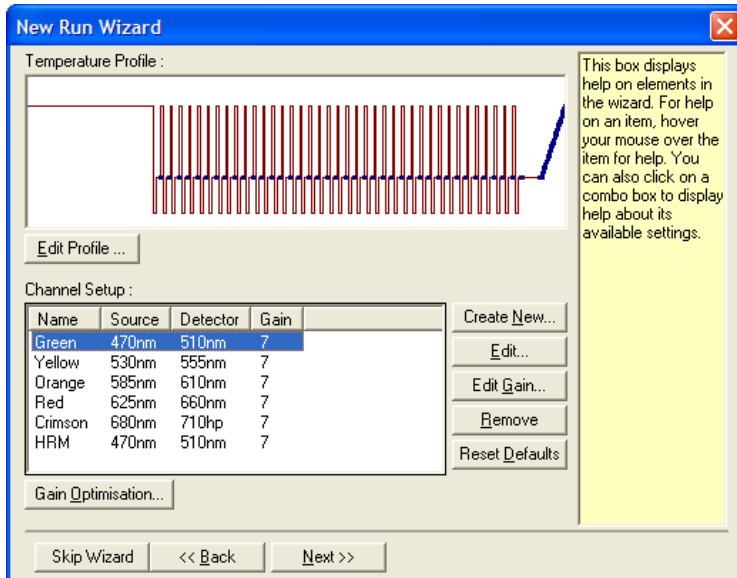 New Run Wizard
Temperature Profile :
This box displays
help on elements in
the wizard. For help
on an item, hover
your mouse over the
item for help. You
can also click on a
combo box to display
help about its
available settings.
Edit Profile ...
Channel Setup :
Name Source Detector Gain
Green 470nm 510nm 7
Yellow 530nm 555nm 7
Orange 585nm 610nm 7
Red 625nm 660nm 7
Crimson 680nm 710hp 7
HRM 470nm 510nm 7
Create New...
Edit...
Edit Gain...
Remove
Reset Defaults
Gain Optimisation...
Skip Wizard << Back Next >>